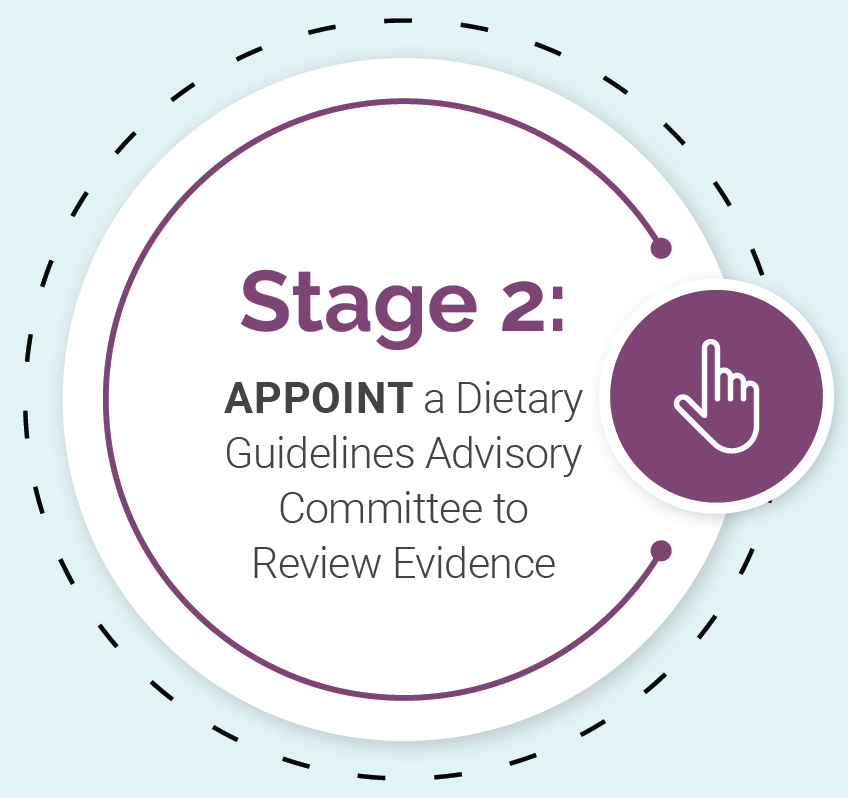 Stage 2:
APPOINT a Dietary
Guidelines Advisory
Committee to
Review Evidence